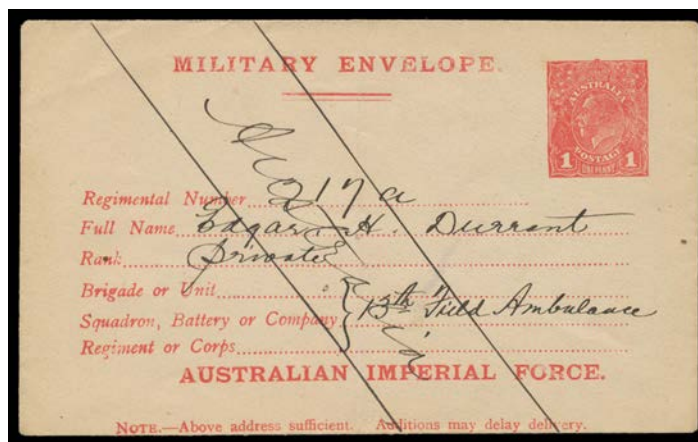 MILITARY ENVELOPE.
AUSTRALIA
POSTAGE
1 ONE PENNY 1
Australia
Regimental Number 217a
Full Name Edgar H. Durrant
Rank Private
Brigade or Unit
Squadron, Battery or Company } 13th Field Ambulance
Regiment or Corps
AUSTRALIAN IMPERIAL FORCE.
NOTE.—Above address sufficient. Additions may delay delivery.